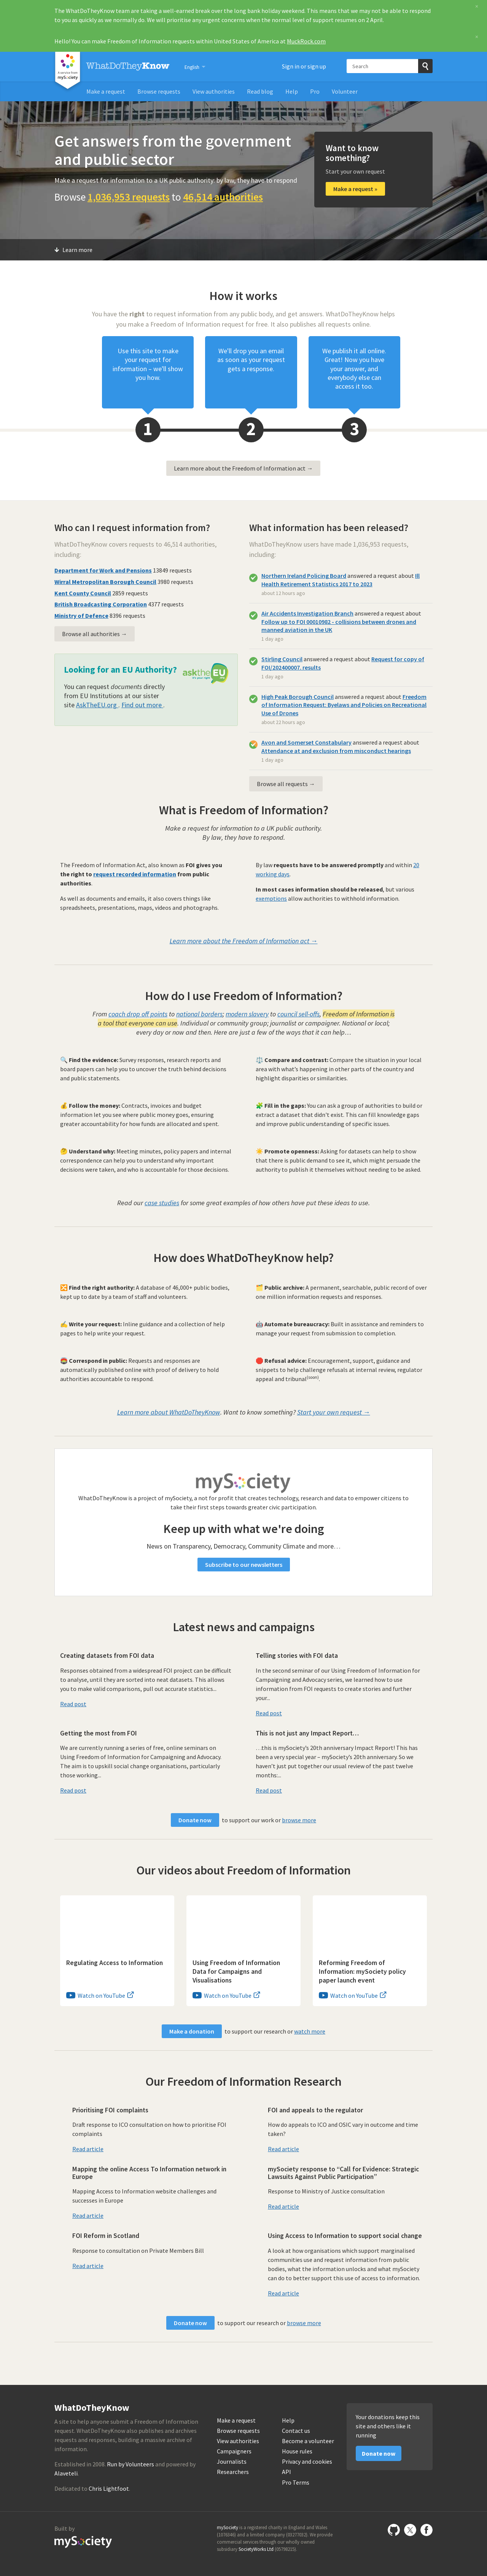 The WhatDoTheyKnow team are taking a well-earned break over the long bank holiday weekend. This means that we may not be able to respond
to you as quickly as we normally do. We will prioritise any urgent concerns when the normal level of support resumes on 2 April.
Hello! You can make Freedom of Information requests within United States of America at MuckRock.com
WhatDoTheyKnow
English
Sign in or sign up
Search
Make a request
Browse requests
View authorities
Read blog
Help
Pro
Volunteer
Get answers from the government
and public sector
Make a request for information to a UK public authority: by law, they have to respond
Browse 1,036,953 requests to 46,514 authorities
Want to know
something?
Start your own request
Make a request »
Learn more
How it works
You have the right to request information from any public body, and get answers. WhatDoTheyKnow helps
you make a Freedom of Information request for free. It also publishes all requests online.
Use this site to make
your request for
information – we'll show
you how.
We'll drop you an email
as soon as your request
gets a response.
We publish it all online.
Great! Now you have
your answer, and
everybody else can
access it too.
1
2
3
Learn more about the Freedom of Information act →
Who can I request information from?
WhatDoTheyKnow covers requests to 46,514 authorities,
including:
Department for Work and Pensions 13849 requests
Wirral Metropolitan Borough Council 3980 requests
Kent County Council 2859 requests
British Broadcasting Corporation 4377 requests
Ministry of Defence 8396 requests
Browse all authorities →
Looking for an EU Authority?
asktheEU
You can request documents directly
from EU Institutions at our sister
site AskTheEU.org . Find out more .
What information has been released?
WhatDoTheyKnow users have made 1,036,953 requests,
including:
Northern Ireland Policing Board answered a request about Ill
Health Retirement Statistics 2017 to 2023
about 12 hours ago
Air Accidents Investigation Branch answered a request about
Follow up to FOI 00010982 - collisions between drones and
manned aviation in the UK
1 day ago
Stirling Council answered a request about Request for copy of
FOI/202400007. results
1 day ago
High Peak Borough Council answered a request about Freedom
of Information Request: Byelaws and Policies on Recreational
Use of Drones
about 12 hours ago
Avon and Somerset Constabulary answered a request about
Attendance at and exclusion from misconduct hearings
1 day ago
Browse all requests →
What is Freedom of Information?
Make a request for information to a UK public authority.
By law, they have to respond.
The Freedom of Information Act, also known as FOI gives you
the right to request recorded information from public
authorities.
As well as documents and emails, it also covers things like
spreadsheets, presentations, maps, videos and photographs.
By law requests have to be answered promptly and within 20
working days.
In most cases information should be released, but various
exemptions allow authorities to withhold information.
Learn more about the Freedom of Information act →
How do I use Freedom of Information?
From coach drop off points to national borders; modern slavery to council sell-offs, Freedom of Information is
a tool that everyone can use. Individual or community group; journalist or campaigner. National or local;
every day or now and then. Here are just a few of the ways that it can help…
🔍 Find the evidence: Survey responses, research reports and
board papers can help you to uncover the truth behind decisions
and public statements.
⚖️ Compare and contrast: Compare the situation in your local
area with what's happening in other parts of the country and
highlight disparities or similarities.
💰 Follow the money: Contracts, invoices and budget
information let you see where public money goes, ensuring
greater accountability for how funds are allocated and spent.
🧩 Fill in the gaps: You can ask a group of authorities to build or
extract a dataset that didn't exist. This can fill knowledge gaps
and improve public understanding of specific issues.
🤔 Understand why: Meeting minutes, policy papers and internal
correspondence can help you to understand why important
decisions were taken, and who is accountable for those decisions.
☀️ Promote openness: Asking for datasets can help to show
that there is public demand to see it, which might persuade the
authority to publish it themselves without needing to be asked.
Read our case studies for some great examples of how others have put these ideas to use.
How does WhatDoTheyKnow help?
🔀 Find the right authority: A database of 46,000+ public bodies,
kept up to date by a team of staff and volunteers.
🗂️ Public archive: A permanent, searchable, public record of over
one million information requests and responses.
✍️ Write your request: Inline guidance and a collection of help
pages to help write your request.
🤖 Automate bureaucracy: Built in assistance and reminders to
manage your request from submission to completion.
Correspond in public: Requests and responses are
automatically published online with proof of delivery to hold
authorities accountable to respond.
🛑 Refusal advice: Encouragement, support, guidance and
snippets to help challenge refusals at internal review, regulator
appeal and tribunal(soon).
Learn more about WhatDoTheyKnow. Want to know something? Start your own request →
mySociety
WhatDoTheyKnow is a project of mySociety, a not for profit that creates technology, research and data to empower citizens to
take their first steps towards greater civic participation.
Keep up with what we're doing
News on Transparency, Democracy, Community Climate and more…
Subscribe to our newsletters
Latest news and campaigns
Creating datasets from FOI data
Responses obtained from a widespread FOI project can be difficult
to analyse, until they are sorted into neat datasets. This allows
you to make valid comparisons, pull out accurate statistics...
Read post
Telling stories with FOI data
In the second seminar of our Using Freedom of Information for
Campaigning and Advocacy series, we learned how to use
information from FOI requests to create stories and further
your...
Read post
Getting the most from FOI
We are currently running a series of free, online seminars on
Using Freedom of Information for Campaigning and Advocacy.
The aim is to upskill social change organisations, particularly
those working...
Read post
This is not just any Impact Report…
…this is mySociety's 20th anniversary Impact Report! This has
been a very special year – mySociety's 20th anniversary. So we
haven't just put together our usual review of the past twelve
months:...
Read post
Donate now to support our work or browse more
Our videos about Freedom of Information
Regulating Access to Information
Watch on YouTube
Using Freedom of Information
Data for Campaigns and
Visualisations
Watch on YouTube
Reforming Freedom of
Information: mySociety policy
paper launch event
Watch on YouTube
Make a donation to support our research or watch more
Our Freedom of Information Research
Prioritising FOI complaints
Draft response to ICO consultation on how to prioritise FOI
complaints
Read article
FOI and appeals to the regulator
How do appeals to ICO and OSIC vary in outcome and time
taken?
Read article
Mapping the online Access To Information network in
Europe
Mapping Access to Information website challenges and
successes in Europe
Read article
mySociety response to “Call for Evidence: Strategic
Lawsuits Against Public Participation”
Response to Ministry of Justice consultation
Read article
FOI Reform in Scotland
Response to consultation on Private Members Bill
Read article
Using Access to Information to support social change
A look at how organisations which support marginalised
communities use and request information from public
bodies, what the information unlocks and what mySociety
can do to better support this use of access to information.
Read article
Donate now to support our research or browse more
WhatDoTheyKnow
A site to help anyone submit a Freedom of Information
request. WhatDoTheyKnow also publishes and archives
requests and responses, building a massive archive of
information.
Established in 2008. Run by Volunteers and powered by
Alaveteli.
Dedicated to Chris Lightfoot.
Make a request
Browse requests
View authorities
Campaigners
Journalists
Researchers
Help
Contact us
Become a volunteer
House rules
Privacy and cookies
API
Pro Terms
Your donations keep this
site and others like it
running
Donate now
Built by
mySociety
mySociety is a registered charity in England and Wales
(1076346) and a limited company (03277032). We provide
commercial services through our wholly owned
subsidiary SocietyWorks Ltd (05798215).